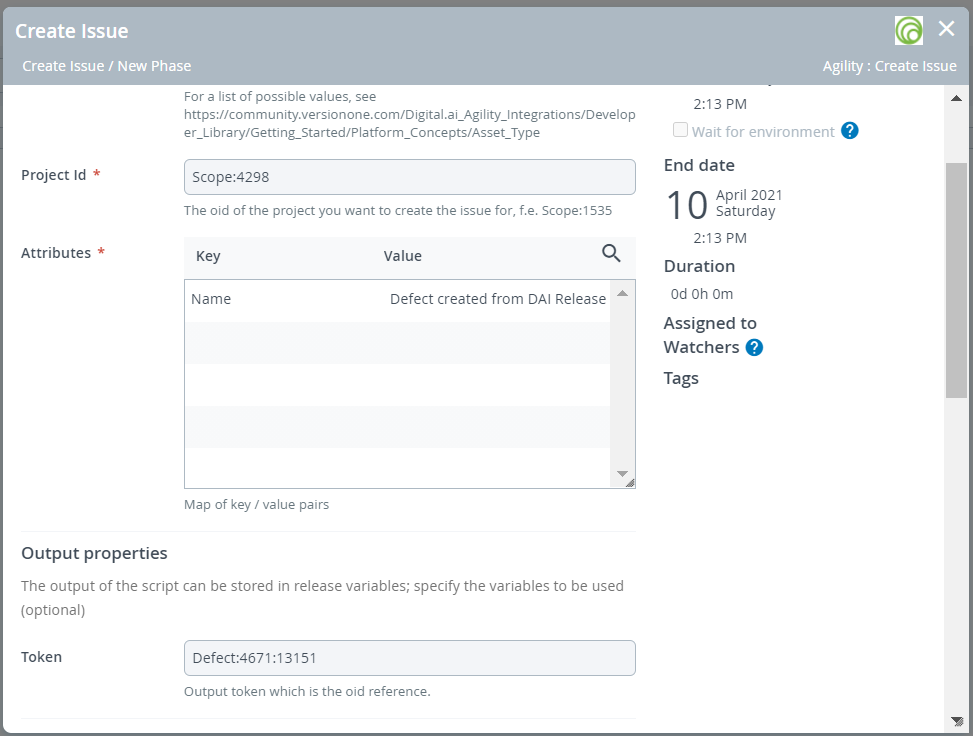 Create Issue
Create Issue / New Phase
Agility : Create Issue
For a list of possible values, see
https://community.versionone.com/Digital.ai_Agility_Integrations/Develop
er_Library/Getting_Started/Platform_Concepts/Asset_Type
Project Id *
Scope:4298
The oid of the project you want to create the issue for, f.e. Scope:1535
Attributes *
Key Value
Name Defect created from DAI Release
Map of key / value pairs
Output properties
The output of the script can be stored in release variables; specify the variables to be used
(optional)
Token
Defect:4671:13151
Output token which is the oid reference.
2:13 PM
Wait for environment ?
End date
10 April 2021
Saturday
2:13 PM
Duration
0d 0h 0m
Assigned to
Watchers ?
Tags